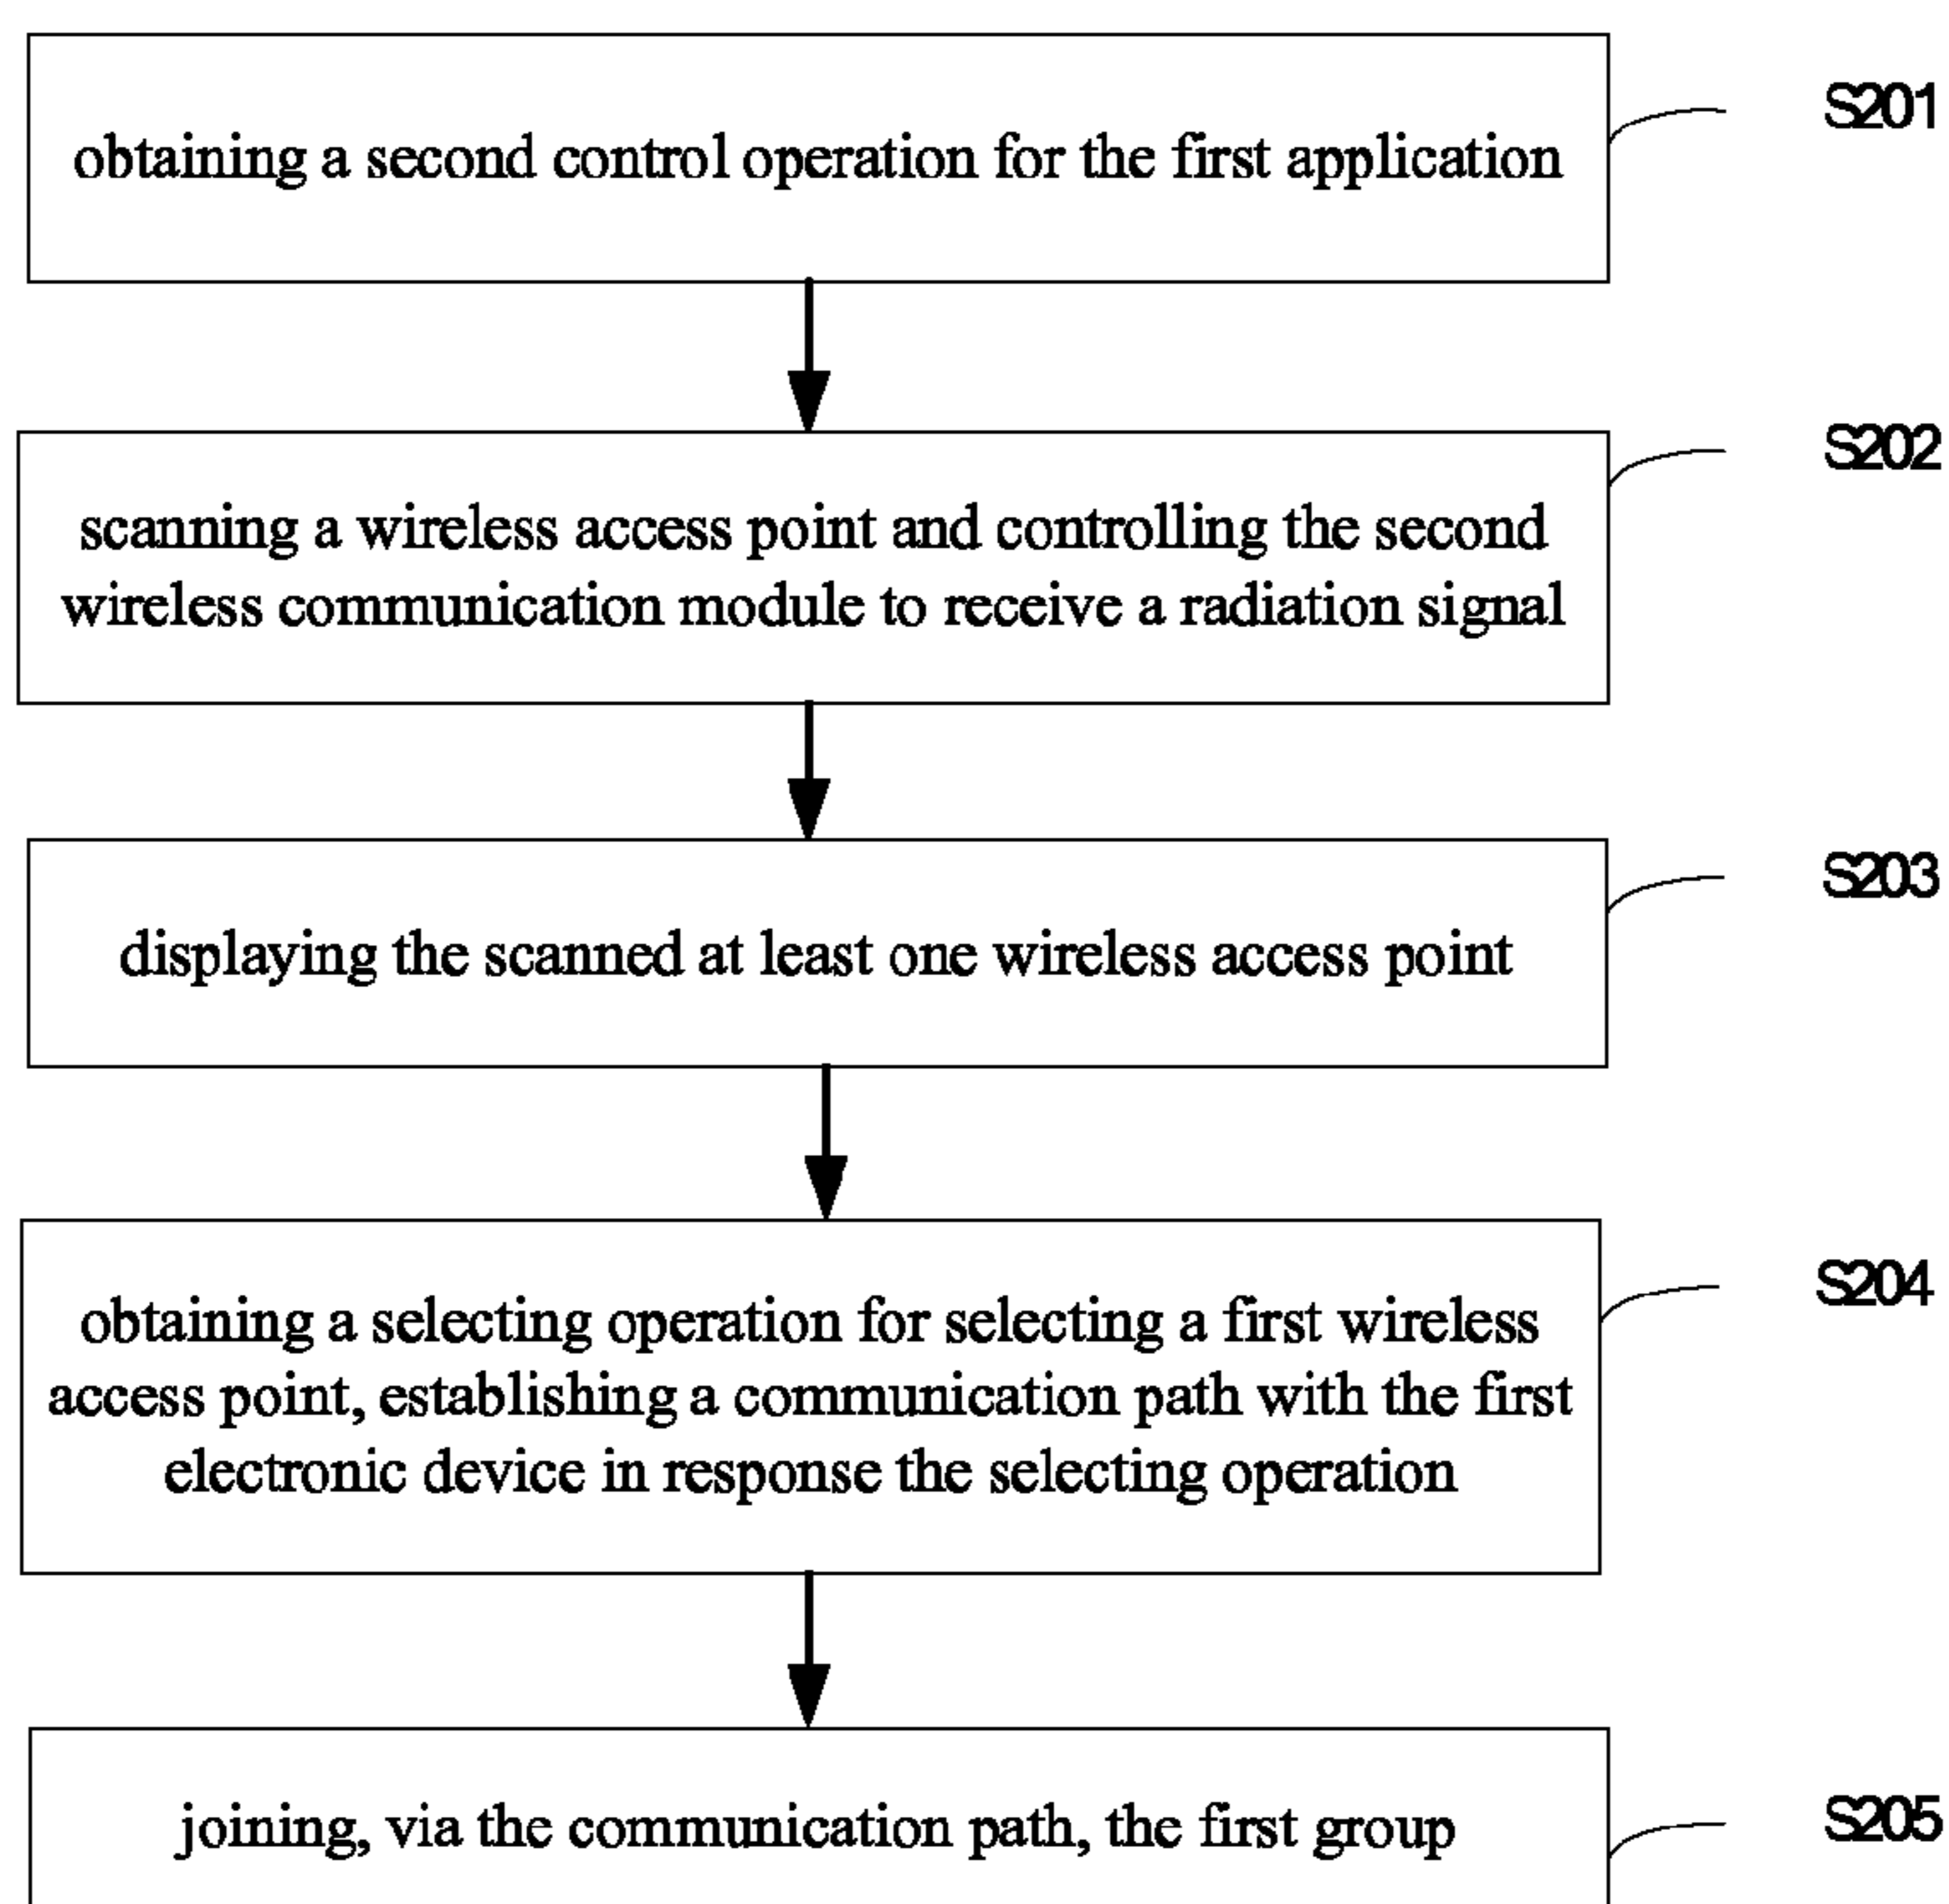 obtaining a second control operation for the first application
S201
scanning a wireless access point and controlling the second
wireless communication module to receive a radiation signal
S202
displaying the scanned at least one wireless access point
S203
obtaining a selecting operation for selecting a first wireless
access point, establishing a communication path with the first
electronic device in response the selecting operation
S204
joining, via the communication path, the first group
S205